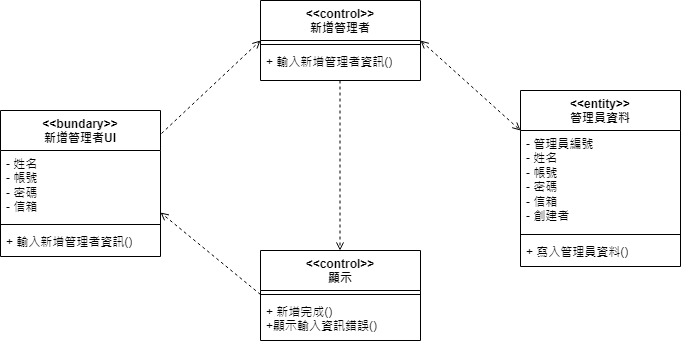 <<control>>
新增管理者
+ 輸入新增管理者資訊()
<<bundary>>
新增管理者UI
- 姓名
- 帳號
- 密碼
- 信箱
+ 輸入新增管理者資訊()
<<entity>>
管理員資料
- 管理員編號
- 姓名
- 帳號
- 密碼
- 信箱
- 創建者
+ 寫入管理員資料()
<<control>>
顯示
+ 新增完成()
+顯示輸入資訊錯誤()